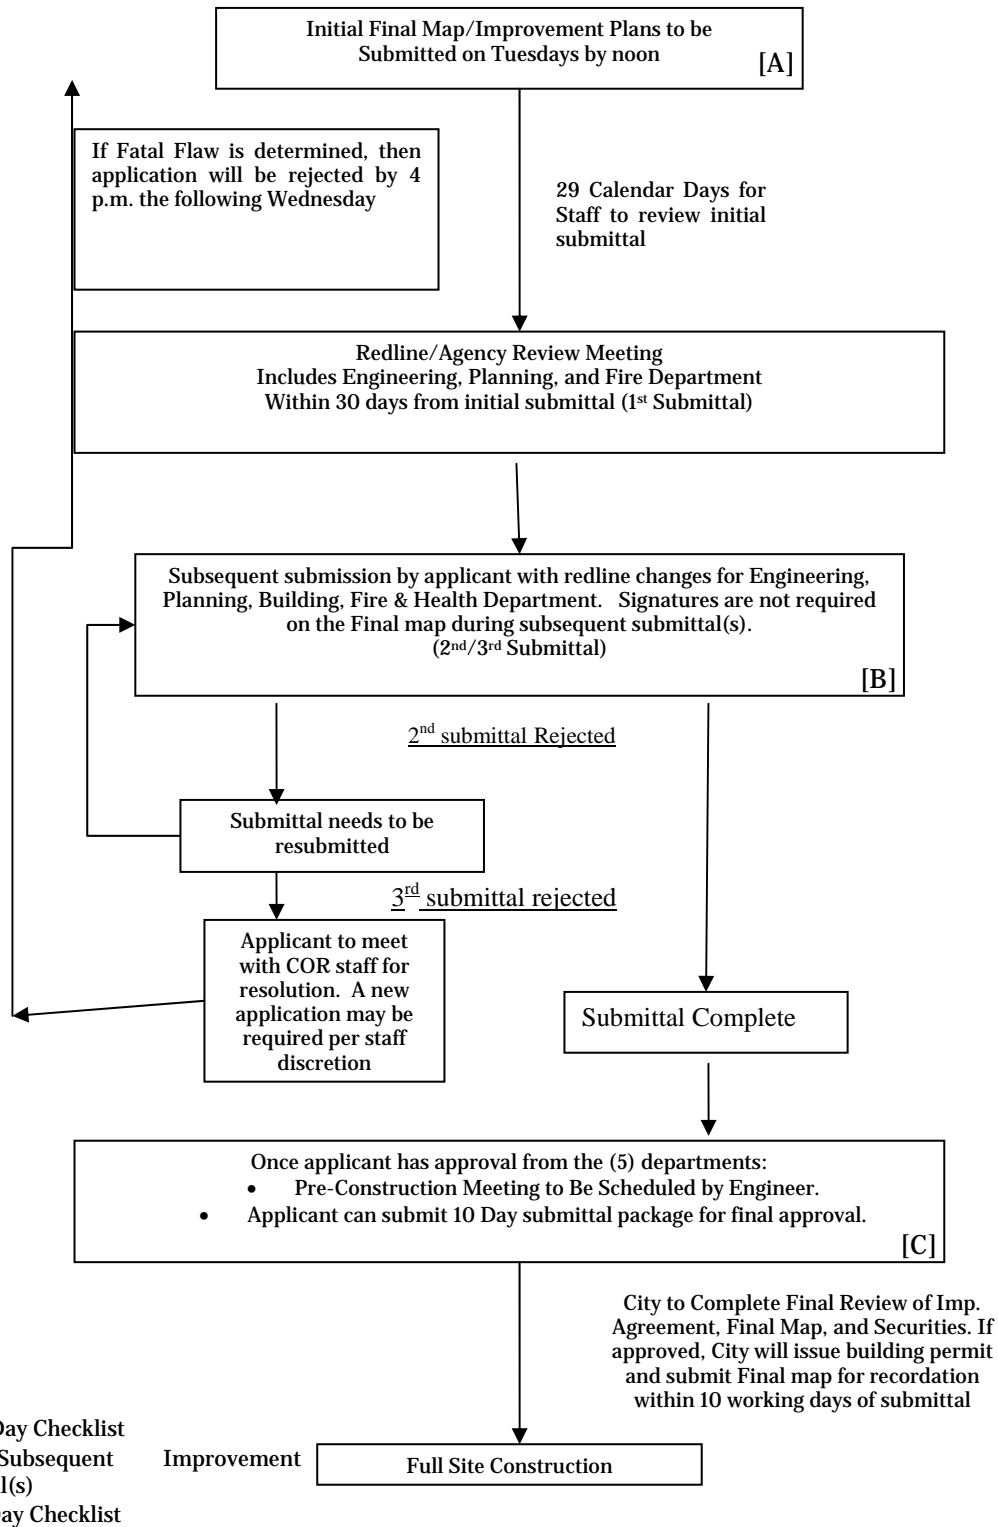 Initial Final Map/Improvement Plans to be
Submitted on Tuesdays by noon
[A]
If Fatal Flaw is determined, then
application will be rejected by 4
p.m. the following Wednesday
29 Calendar Days for
Staff to review initial
submittal
Redline/Agency Review Meeting
Includes Engineering, Planning, and Fire Department
Within 30 days from initial submittal (1st Submittal)
Subsequent submission by applicant with redline changes for Engineering,
Planning, Building, Fire & Health Department. Signatures are not required
on the Final map during subsequent submittal(s).
(2nd/3rd Submittal)
[B]
2nd submittal Rejected
Submittal needs to be
resubmitted
3rd submittal rejected
Applicant to meet
with COR staff for
resolution. A new
application may be
required per staff
discretion
Submittal Complete
Once applicant has approval from the (5) departments:
• Pre-Construction Meeting to Be Scheduled by Engineer.
• Applicant can submit 10 Day submittal package for final approval.
[C]
City to Complete Final Review of Imp.
Agreement, Final Map, and Securities. If
approved, City will issue building permit
and submit Final map for recordation
within 10 working days of submittal
Day Checklist
Subsequent Improvement
l(s)
Day Checklist
Full Site Construction